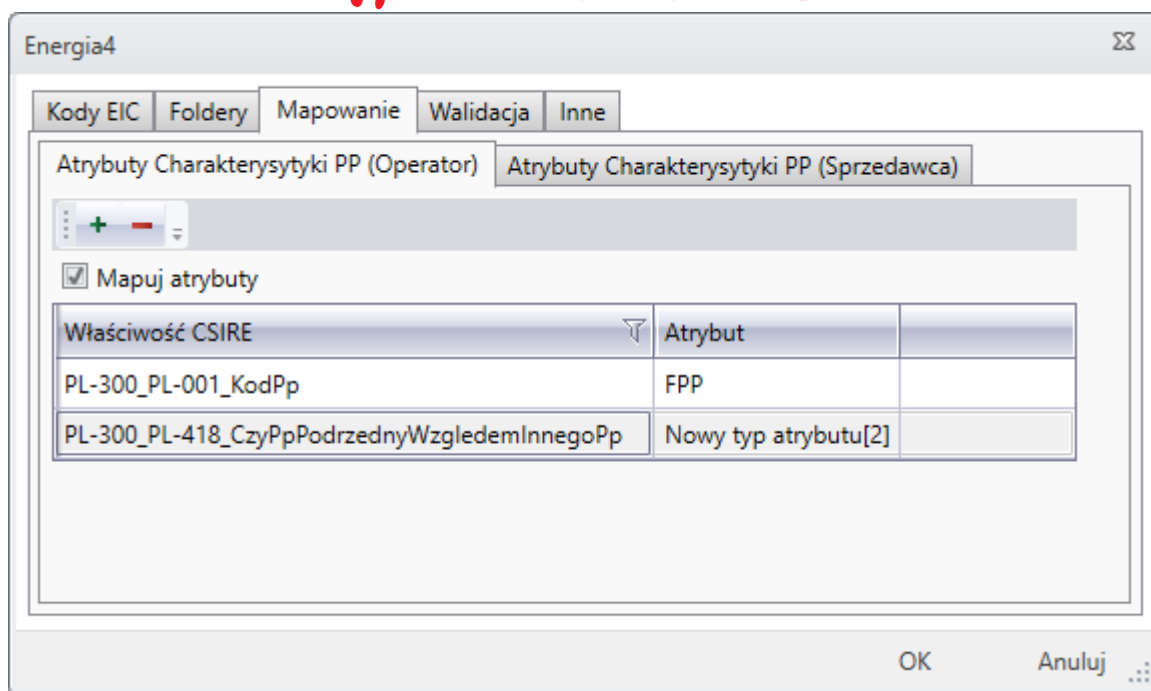 Energia4
Kody EIC Foldery Mapowanie Walidacja Inne
Atrybuty Charakterysytyki PP (Operator) Atrybuty Charakterysytyki PP (Sprzedawca)
Mapuj atrybuty
Właściwość CSIRE Atrybut
PL-300_PL-001_KodPp FPP
PL-300_PL-418_CzyPpPodrzednyWzgledemInnegoPp Nowy typ atrybutu[2]
OK Anuluj